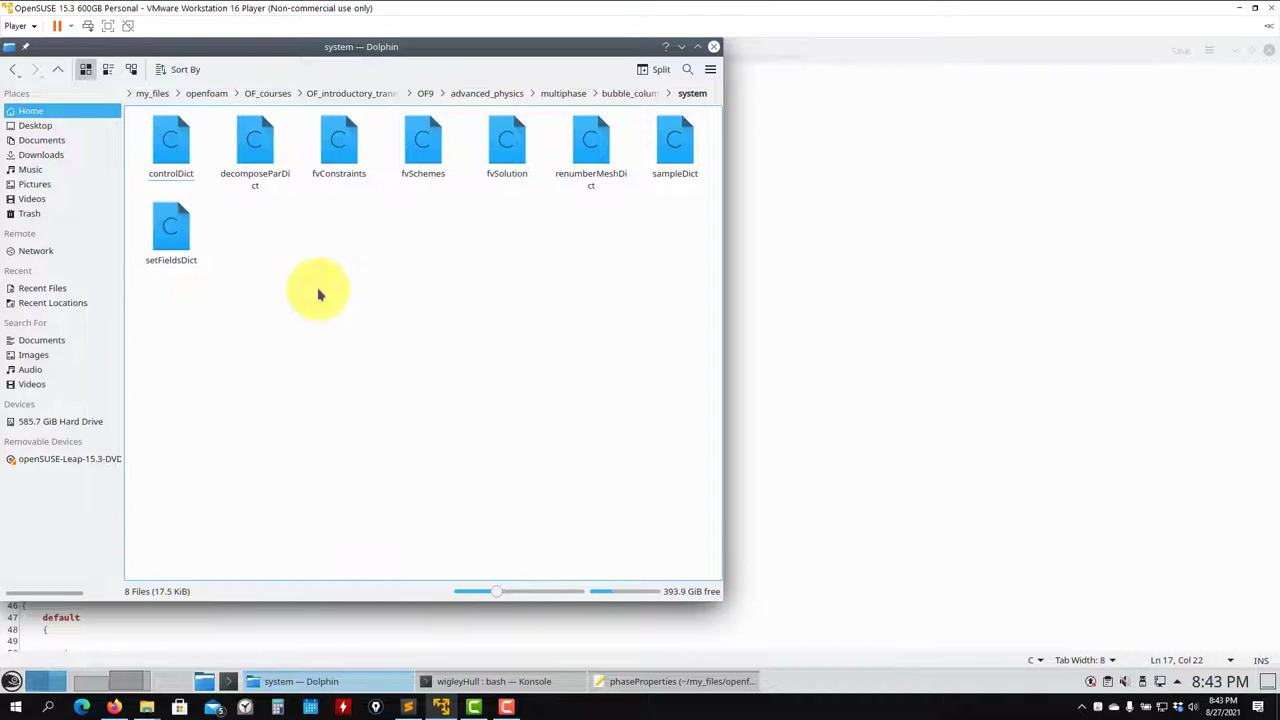 OpenSUSE 15.3 600GB Personal - VMware Workstation 16 Player (Non-commercial use only)
Player
system — Dolphin
Save
Sort By
Split
Places
my_files
openfoam
OF_courses
OF_introductory_train
OF9
advanced_physics
multiphase
bubble_colum
system
Home
Desktop
Documents
Downloads
Music
Pictures
Videos
Trash
Remote
Network
Recent
Recent Files
Recent Locations
Search For
Documents
Images
Audio
Videos
Devices
585.7 GiB Hard Drive
Removable Devices
openSUSE-Leap-15.3-DVD
controlDict
decomposeParDi
ct
fvConstraints
fvSchemes
fvSolution
renumberMeshDi
ct
sampleDict
setFieldsDict
8 Files (17.5 KiB)
393.9 GiB free
46 {
47 default
48 {
49
C
Tab Width: 8
Ln 17, Col 22
INS
system — Dolphin
wigleyHull : bash — Konsole
phaseProperties (~/my_files/openf...
8:43 PM
8:43 PM
8/27/2021